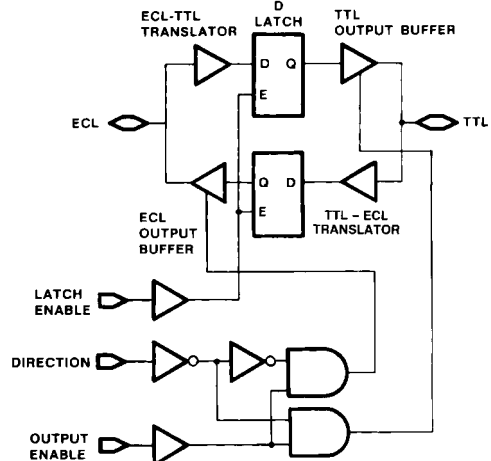 D
LATCH
ECL-TTL
TRANSLATOR
TTL
OUTPUT BUFFER
D Q
E
ECL
TTL
Q D
E
ECL
OUTPUT
BUFFER
TTL-ECL
TRANSLATOR
LATCH
ENABLE
DIRECTION
OUTPUT
ENABLE